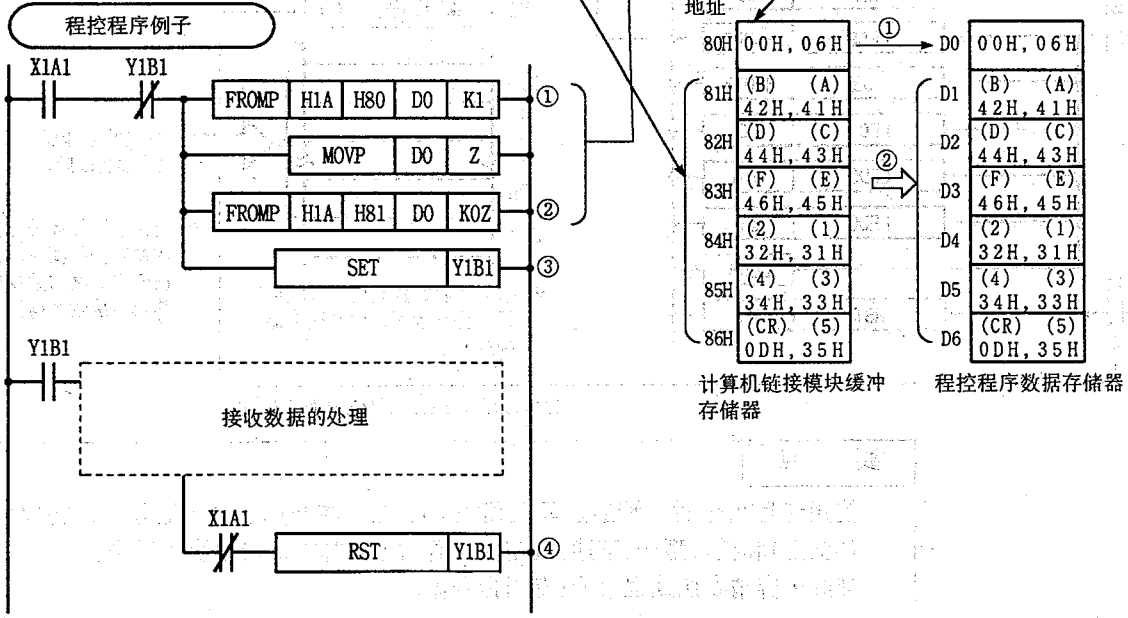 程控程序例子
X1A1 Y1B1
FROMP H1A H80 D0 K1 ①
MOVP D0 Z
FROMP H1A H81 D0 K0Z ②
SET Y1B1 ③
Y1B1
接收数据的处理
X1A1
RST Y1B1 ④
地址
80H 00H, 06H ① D0 00H, 06H
(B) (A) (B) (A)
81H 42H, 41H D1 42H, 41H
(D) (C) (D) (C)
82H 44H, 43H D2 44H, 43H
②
(F) (E) (F) (E)
83H 46H, 45H D3 46H, 45H
(2) (1) (2) (1)
84H 32H, 31H D4 32H, 31H
(4) (3) (4) (3)
85H 34H, 33H D5 34H, 33H
(CR) (5) (CR) (5)
86H 0DH, 35H D6 0DH, 35H
计算机链接模块缓冲 程控程序数据存储器
存储器